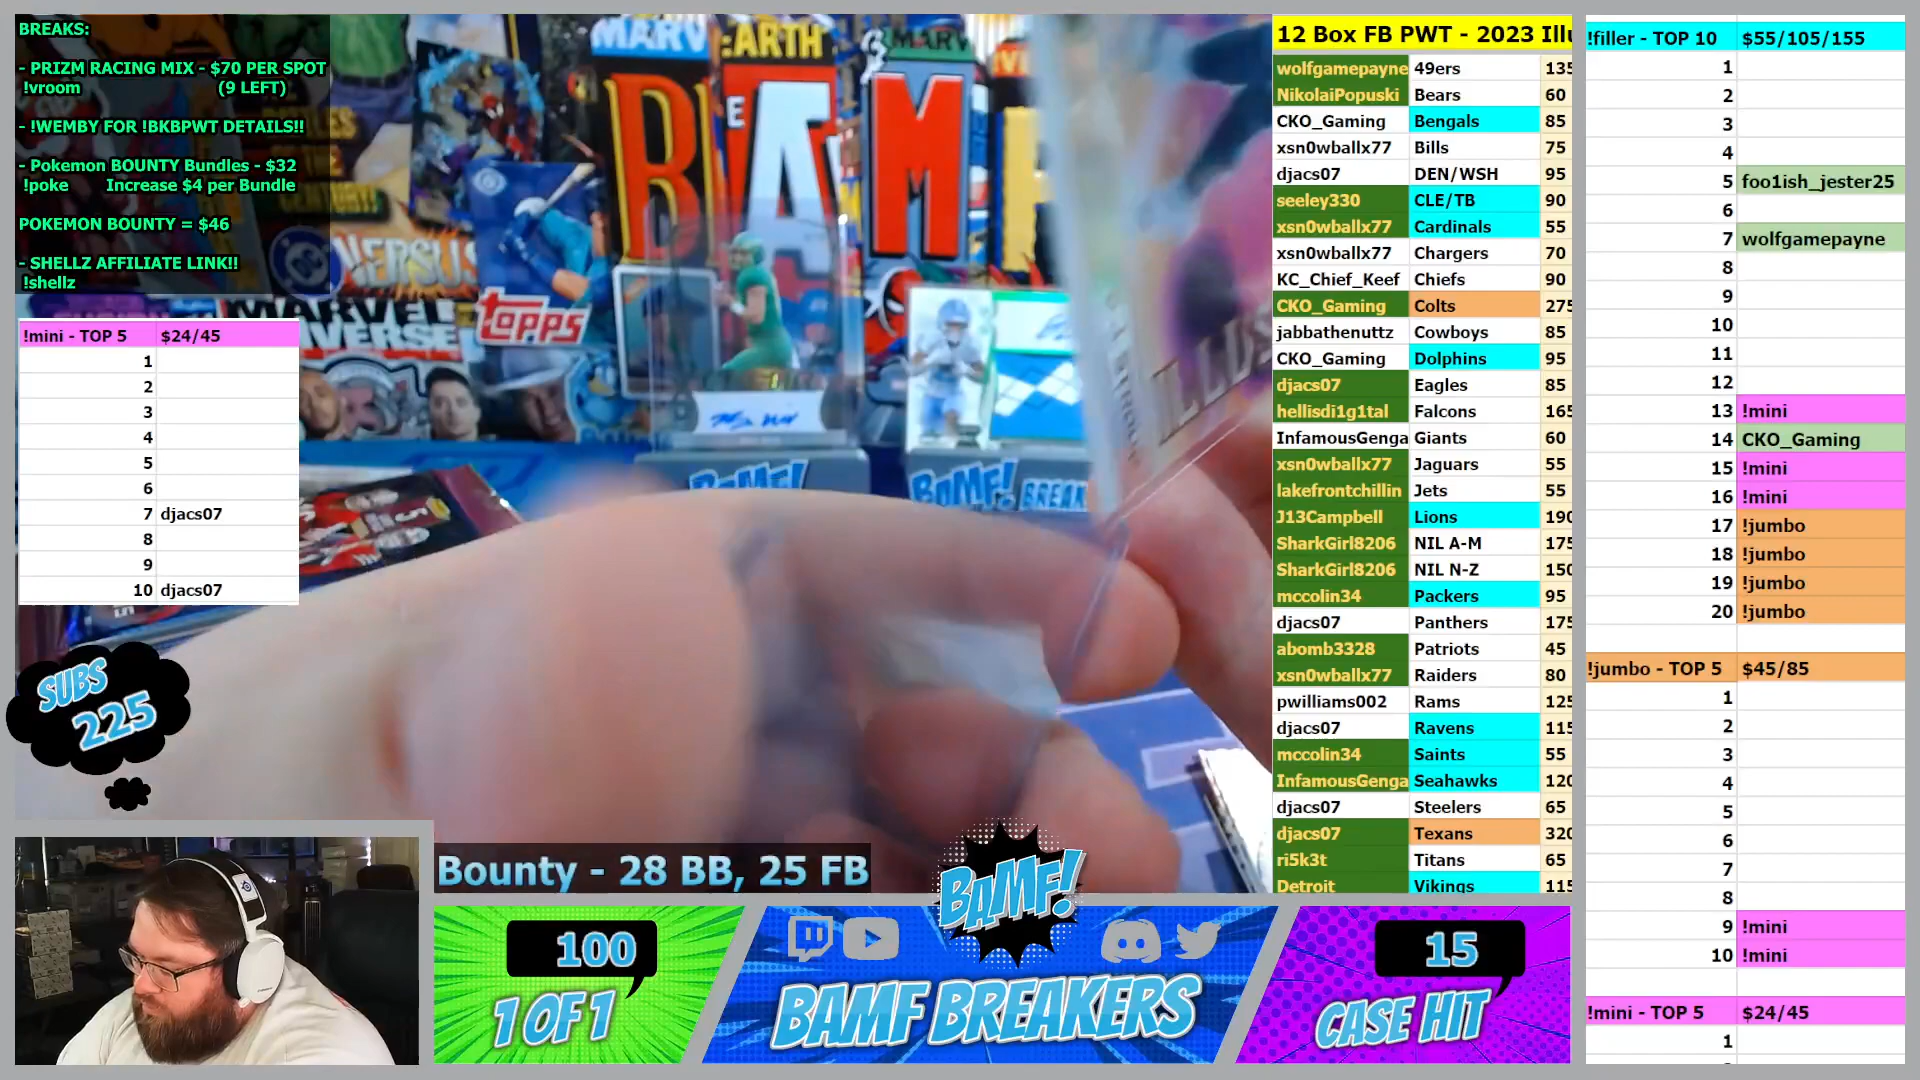 BREAKS:
- PRIZM RACING MIX - $70 PER SPOT
!vroom (9 LEFT)
- !WEMBY FOR !BKBPWT DETAILS!!
- Pokemon BOUNTY Bundles - $32
!poke Increase $4 per Bundle
POKEMON BOUNTY = $46
- SHELLZ AFFILIATE LINK!!
!shellz
!mini - TOP 5 $24/45
1
2
3
4
5
6
7 djacs07
8
9
10 djacs07
SUBS
225
MARV
EARTH
MARV
BAM
topps
BAMF!
BAMF! BREAK
Bounty - 28 BB, 25 FB
12 Box FB PWT - 2023 Illu
wolfgamepayne 49ers 135
NikolaiPopuski Bears 60
CKO_Gaming Bengals 85
xsn0wballx77 Bills 75
djacs07 DEN/WSH 95
seeley330 CLE/TB 90
xsn0wballx77 Cardinals 55
xsn0wballx77 Chargers 70
KC_Chief_Keef Chiefs 90
CKO_Gaming Colts 275
jabbathenuttz Cowboys 85
CKO_Gaming Dolphins 95
djacs07 Eagles 85
hellisdi1g1tal Falcons 165
InfamousGenga Giants 60
xsn0wballx77 Jaguars 55
lakefrontchillin Jets 55
J13Campbell Lions 190
SharkGirl8206 NIL A-M 175
SharkGirl8206 NIL N-Z 150
mccolin34 Packers 95
djacs07 Panthers 175
abomb3328 Patriots 45
xsn0wballx77 Raiders 80
pwilliams002 Rams 125
djacs07 Ravens 115
mccolin34 Saints 55
InfamousGenga Seahawks 120
djacs07 Steelers 65
djacs07 Texans 320
ri5k3t Titans 65
Detroit Vikings 115
!filler - TOP 10 $55/105/155
1
2
3
4
5 foo1ish_jester25
6
7 wolfgamepayne
8
9
10
11
12
13 !mini
14 CKO_Gaming
15 !mini
16 !mini
17 !jumbo
18 !jumbo
19 !jumbo
20 !jumbo
!jumbo - TOP 5 $45/85
1
2
3
4
5
6
7
8
9 !mini
10 !mini
!mini - TOP 5 $24/45
1
100
1 OF 1
BAMF!
BAMF BREAKERS
15
CASE HIT